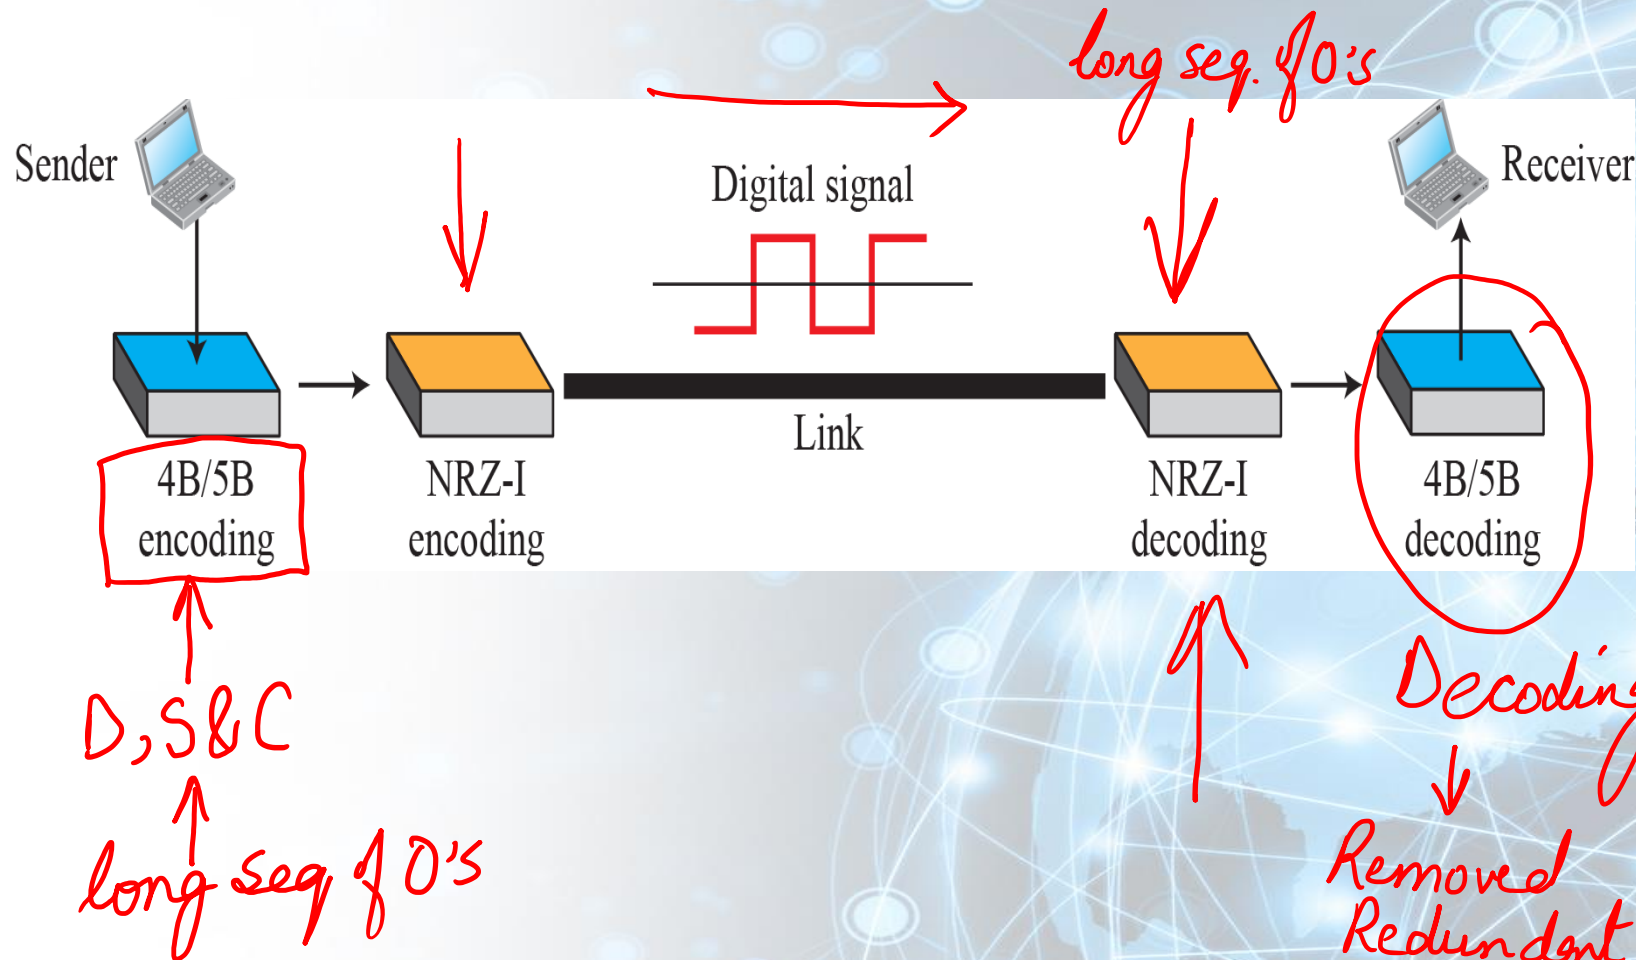 long seq. of 0's
Sender
Digital signal
Receiver
Link
4B/5B
encoding
NRZ-I
encoding
NRZ-I
decoding
4B/5B
decoding
D, S & C
long seq of 0's
Decoding
Removed
Redundant